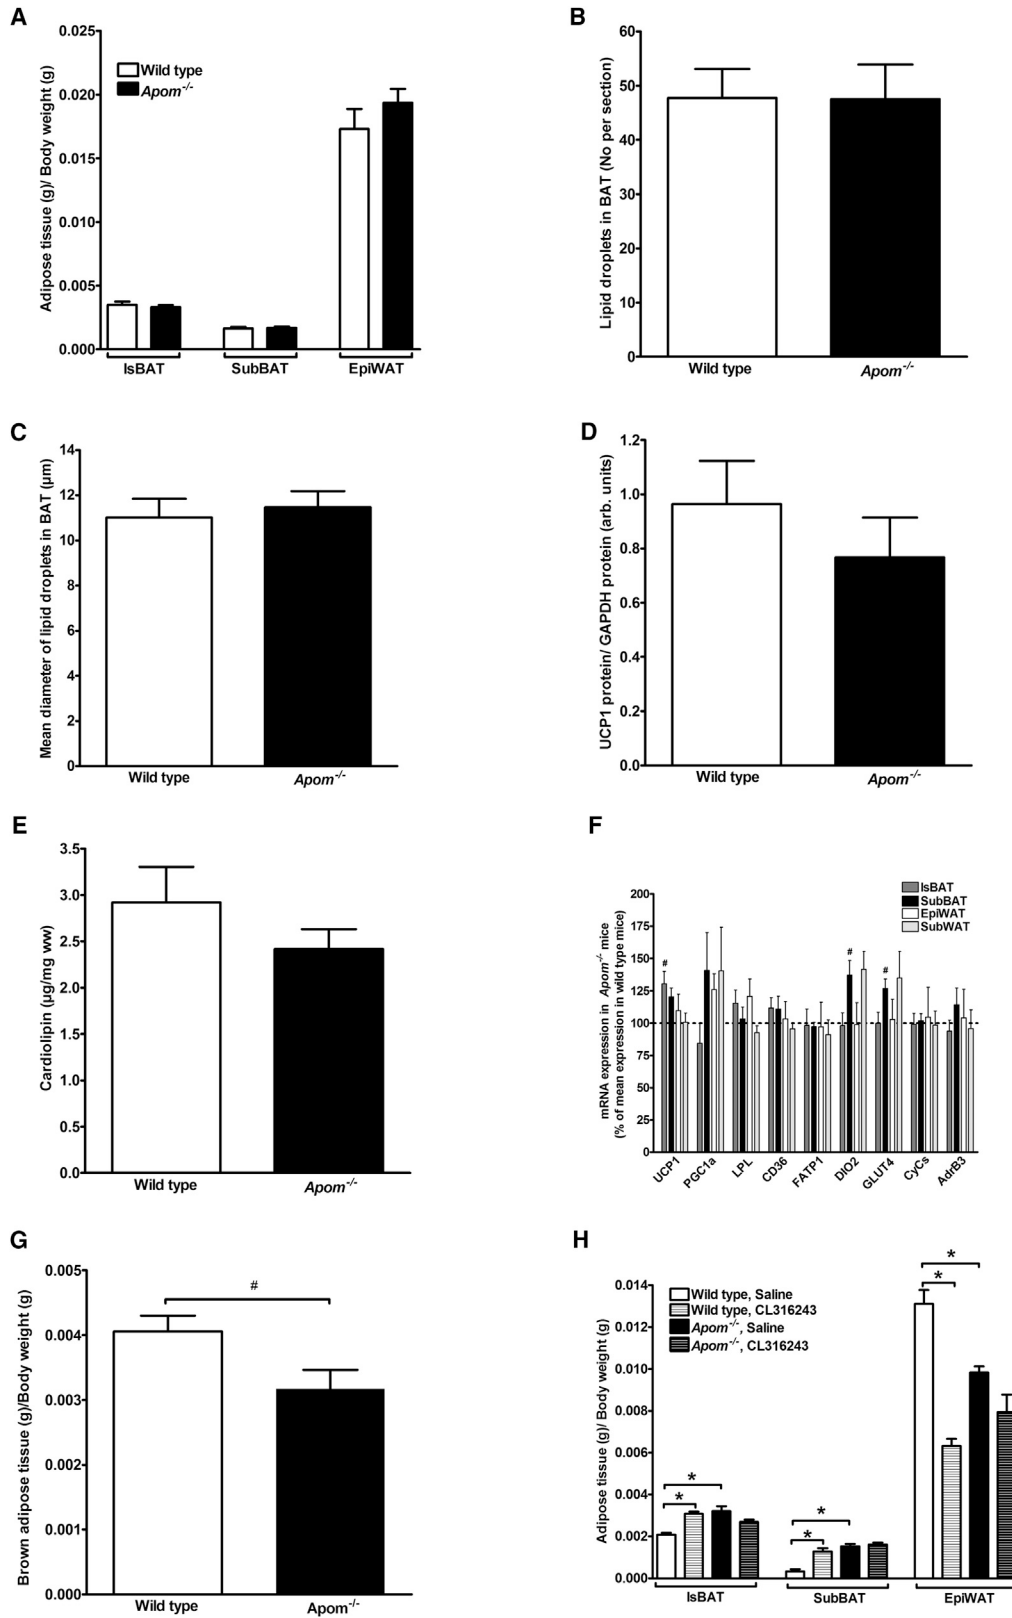 A
Adipose tissue (g)/ Body weight (g)
0.025
0.020
0.015
0.010
0.005
0.000
Wild type
Apom-/-
IsBAT SubBAT EpiWAT
B
Lipid droplets in BAT (No per section)
60
50
40
30
20
10
0
Wild type Apom-/-
C
Mean diameter of lipid droplets in BAT (µm)
14
12
10
8
6
4
2
0
Wild type Apom-/-
D
UCP1 protein/ GAPDH protein (arb. units)
1.2
1.0
0.8
0.6
0.4
0.2
0.0
Wild type Apom-/-
E
Cardiolipin (µg/mg ww)
3.5
3.0
2.5
2.0
1.5
1.0
0.5
0.0
Wild type Apom-/-
F
mRNA expression in Apom-/- mice
(% of mean expression in wild type mice)
200
175
150
125
100
75
50
25
0
IsBAT
SubBAT
EpiWAT
SubWAT
# # #
UCP1 PGC1a LPL CD36 FATP1 DIO2 GLUT4 CyCs AdrB3
G
Brown adipose tissue (g)/Body weight (g)
0.005
0.004
0.003
0.002
0.001
0.000
#
Wild type Apom-/-
H
Adipose tissue (g)/ Body weight (g)
0.014
0.012
0.010
0.008
0.006
0.004
0.002
0.000
Wild type, Saline
Wild type, CL316243
Apom-/-, Saline
Apom-/-, CL316243
* * * * * *
IsBAT SubBAT EpiWAT